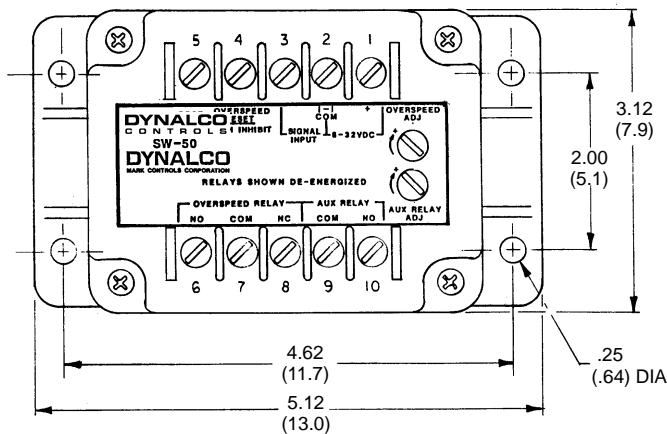 5 4 3 2 1
OVERSPEED (-) + OVERSPEED
DYNALCO COM ADJ
CONTROLS INHIBIT SIGNAL 6-32VDC
SW-50 INPUT
DYNALCO
MARK CONTROLS CORPORATION
RELAYS SHOWN DE-ENERGIZED
OVERSPEED RELAY AUX RELAY AUX RELAY
NO COM NC COM NO ADJ
6 7 8 9 10
3.12
(7.9)
2.00
(5.1)
4.62
(11.7)
.25
(.64) DIA
5.12
(13.0)